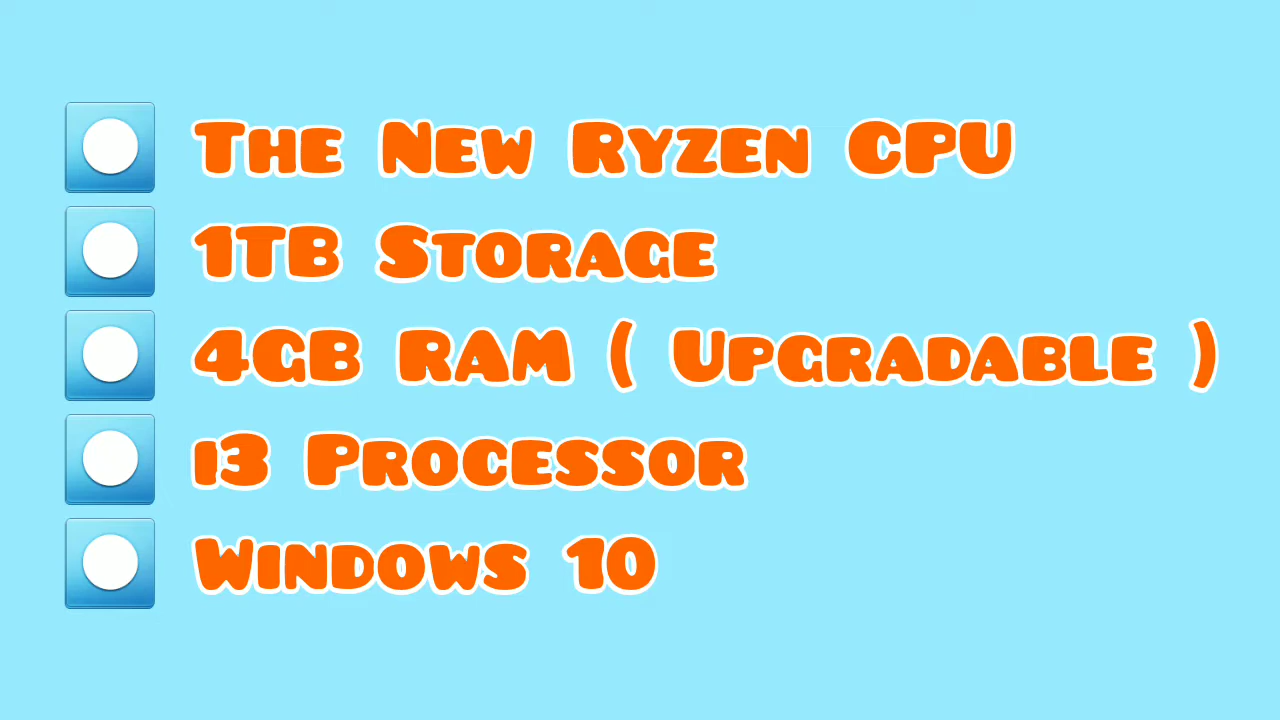 The New Ryzen CPU
1TB Storage
4GB RAM ( Upgradable )
i3 Processor
Windows 10